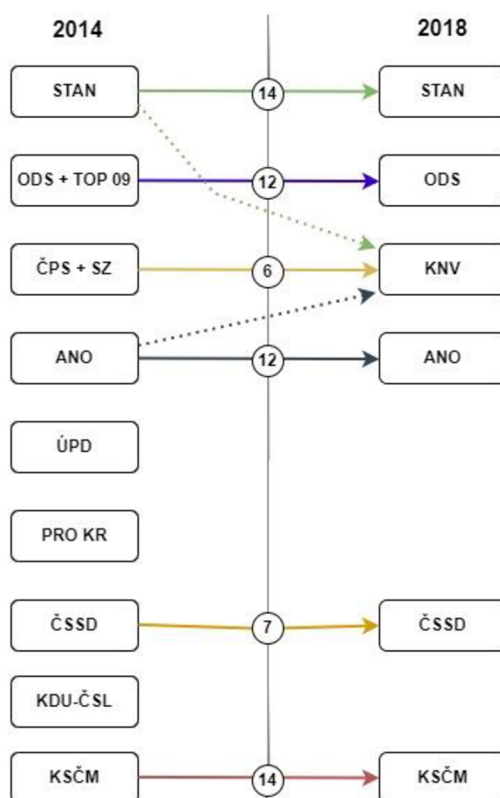 2014
2018
STAN
14
STAN
ODS + TOP 09
12
ODS
ČPS + SZ
6
KNV
ANO
12
ANO
ÚPD
PRO KR
ČSSD
7
ČSSD
KDU-ČSL
KSČM
14
KSČM